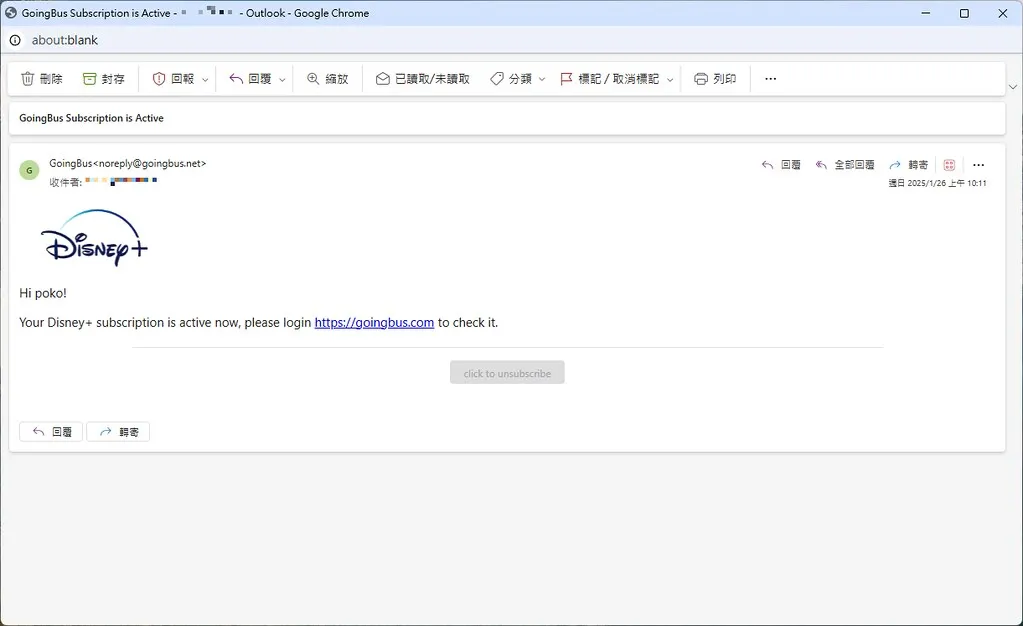 GoingBus Subscription is Active - - Outlook - Google Chrome
about:blank
刪除 封存 回報 回覆 縮放 已讀取/未讀取 分類 標記 / 取消標記 列印 ...
GoingBus Subscription is Active
G
GoingBus<noreply@goingbus.net>
回覆 全部回覆 轉寄 ...
收件者:
週日 2025/1/26 上午 10:11
Disney+
Hi poko!
Your Disney+ subscription is active now, please login https://goingbus.com to check it.
click to unsubscribe
回覆 轉寄